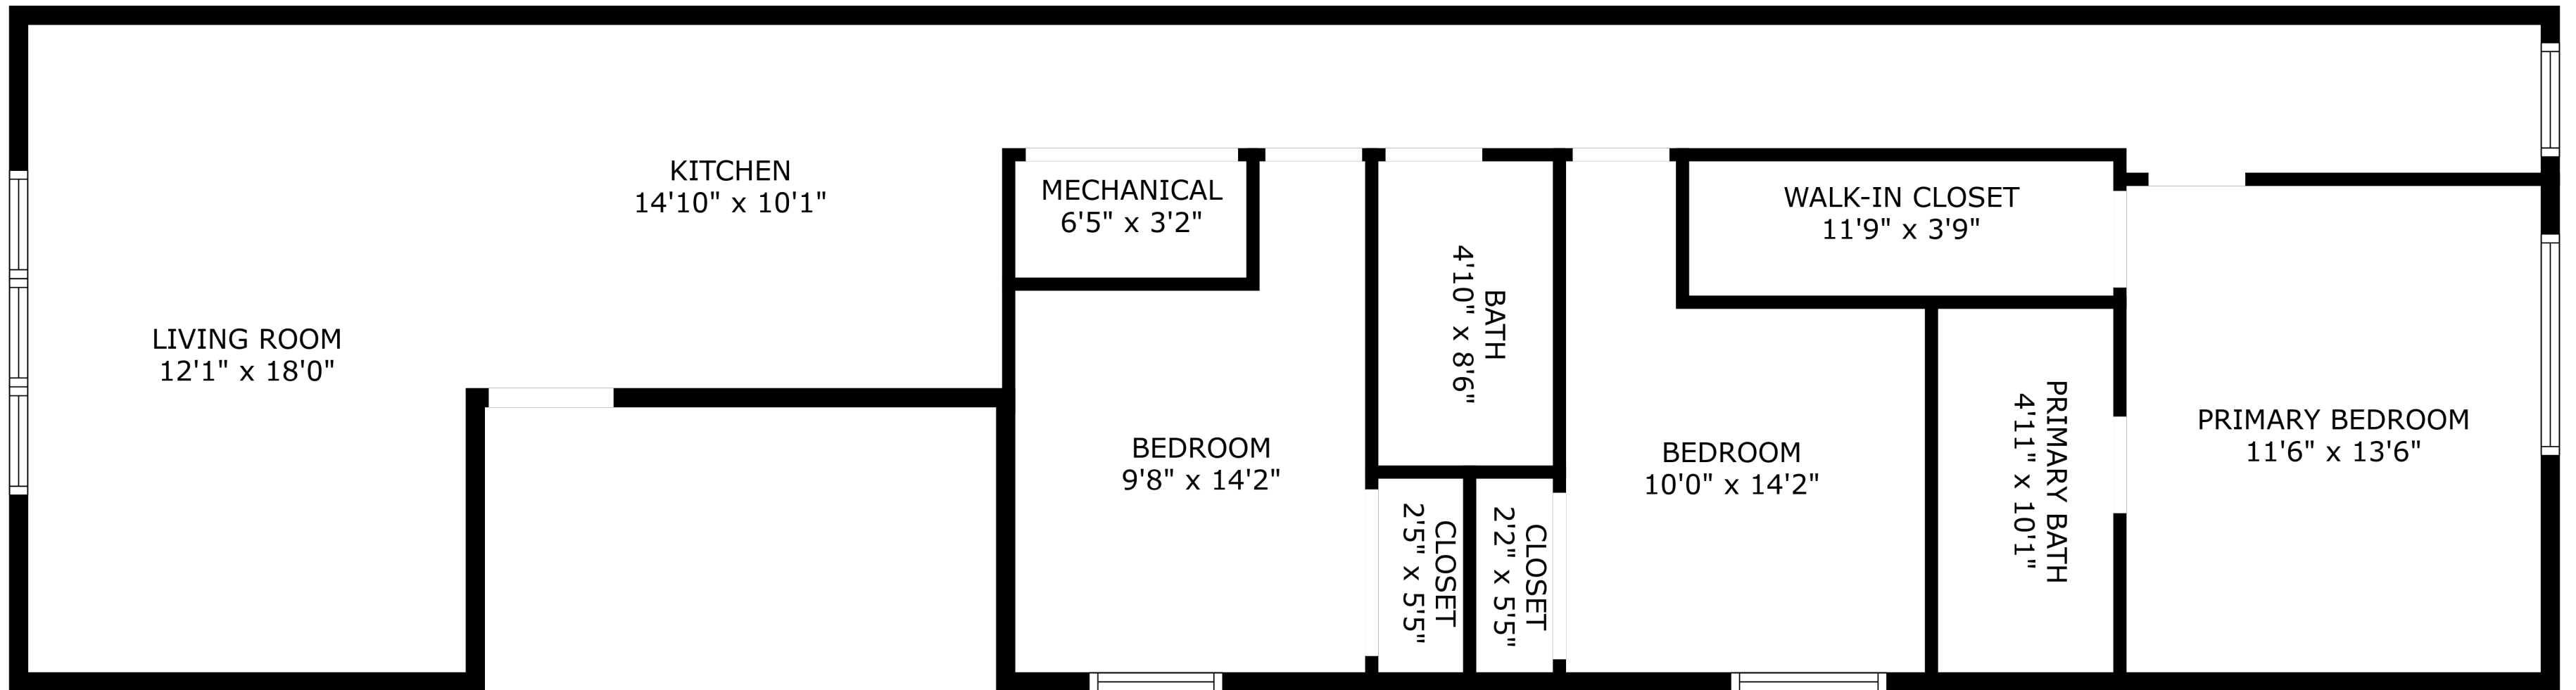 KITCHEN
14'10" x 10'1"
MECHANICAL
6'5" x 3'2"
WALK-IN CLOSET
11'9" x 3'9"
LIVING ROOM
12'1" x 18'0"
BATH
4'10" x 8'6"
BEDROOM
9'8" x 14'2"
BEDROOM
10'0" x 14'2"
PRIMARY BATH
4'11" x 10'1"
PRIMARY BEDROOM
11'6" x 13'6"
CLOSET
2'5" x 5'5"
CLOSET
2'2" x 5'5"